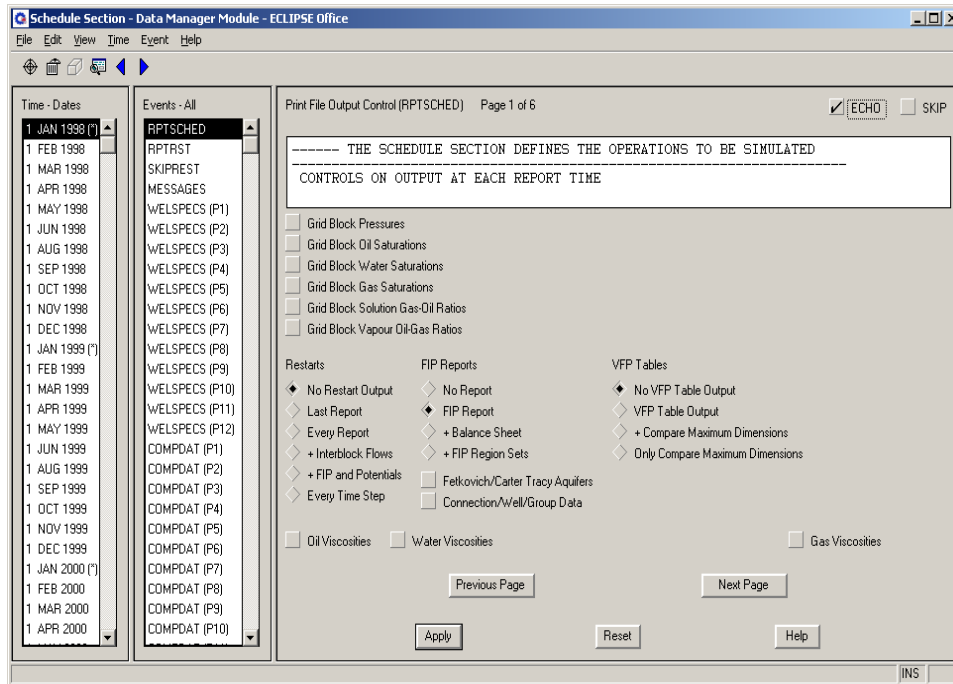 Schedule Section - Data Manager Module - ECLIPSE Office
File Edit View Time Event Help
Time - Dates
1 JAN 1998 (*)
1 FEB 1998
1 MAR 1998
1 APR 1998
1 MAY 1998
1 JUN 1998
1 AUG 1998
1 SEP 1998
1 OCT 1998
1 NOV 1998
1 DEC 1998
1 JAN 1999 (*)
1 FEB 1999
1 MAR 1999
1 APR 1999
1 MAY 1999
1 JUN 1999
1 AUG 1999
1 SEP 1999
1 OCT 1999
1 NOV 1999
1 DEC 1999
1 JAN 2000 (*)
1 FEB 2000
1 MAR 2000
1 APR 2000
Events - All
RPTSCHED
RPTRST
SKIPREST
MESSAGES
WELSPECS (P1)
WELSPECS (P2)
WELSPECS (P3)
WELSPECS (P4)
WELSPECS (P5)
WELSPECS (P6)
WELSPECS (P7)
WELSPECS (P8)
WELSPECS (P9)
WELSPECS (P10)
WELSPECS (P11)
WELSPECS (P12)
COMPDAT (P1)
COMPDAT (P2)
COMPDAT (P3)
COMPDAT (P4)
COMPDAT (P5)
COMPDAT (P6)
COMPDAT (P7)
COMPDAT (P8)
COMPDAT (P9)
COMPDAT (P10)
Print File Output Control (RPTSCHED) Page 1 of 6
ECHO SKIP
------ THE SCHEDULE SECTION DEFINES THE OPERATIONS TO BE SIMULATED
------------------------------------------------------------------------
CONTROLS ON OUTPUT AT EACH REPORT TIME
Grid Block Pressures
Grid Block Oil Saturations
Grid Block Water Saturations
Grid Block Gas Saturations
Grid Block Solution Gas-Oil Ratios
Grid Block Vapour Oil-Gas Ratios
Restarts
No Restart Output
Last Report
Every Report
+ Interblock Flows
+ FIP and Potentials
Every Time Step
FIP Reports
No Report
FIP Report
+ Balance Sheet
+ FIP Region Sets
Fetkovich/Carter Tracy Aquifers
Connection/Well/Group Data
VFP Tables
No VFP Table Output
VFP Table Output
+ Compare Maximum Dimensions
Only Compare Maximum Dimensions
Oil Viscosities Water Viscosities Gas Viscosities
Previous Page Next Page
Apply Reset Help
INS